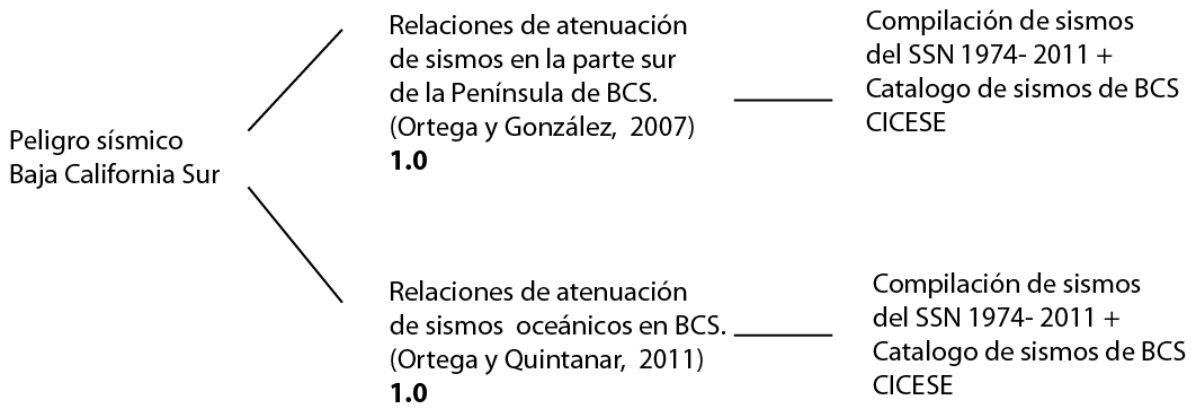 Peligro sísmico
Baja California Sur
Relaciones de atenuación
de sismos en la parte sur
de la Península de BCS.
(Ortega y González, 2007)
1.0
Compilación de sismos
del SSN 1974- 2011 +
Catalogo de sismos de BCS
CICESE
Relaciones de atenuación
de sismos oceánicos en BCS.
(Ortega y Quintanar, 2011)
1.0
Compilación de sismos
del SSN 1974- 2011 +
Catalogo de sismos de BCS
CICESE